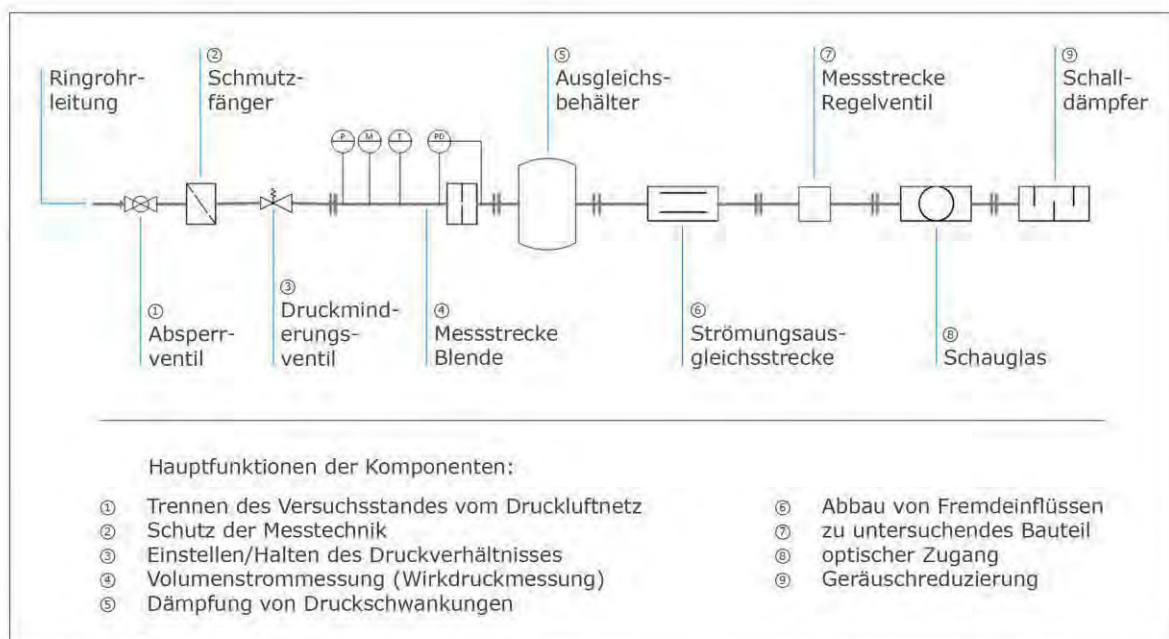 Ringrohr-
leitung
②
Schmutz-
fänger
⑤
Ausgleichs-
behälter
⑦
Messstrecke
Regelventil
⑨
Schall-
dämpfer
P
M
T
PD
①
Absperr-
ventil
③
Druckmind-
erungs-
ventil
④
Messstrecke
Blende
⑥
Strömungsaus-
gleichsstrecke
⑧
Schauglas
Hauptfunktionen der Komponenten:
① Trennen des Versuchsstandes vom Druckluftnetz
② Schutz der Messtechnik
③ Einstellen/Halten des Druckverhältnisses
④ Volumenstrommessung (Wirkdruckmessung)
⑤ Dämpfung von Druckschwankungen
⑥ Abbau von Fremdeinflüssen
⑦ zu untersuchendes Bauteil
⑧ optischer Zugang
⑨ Geräuschreduzierung